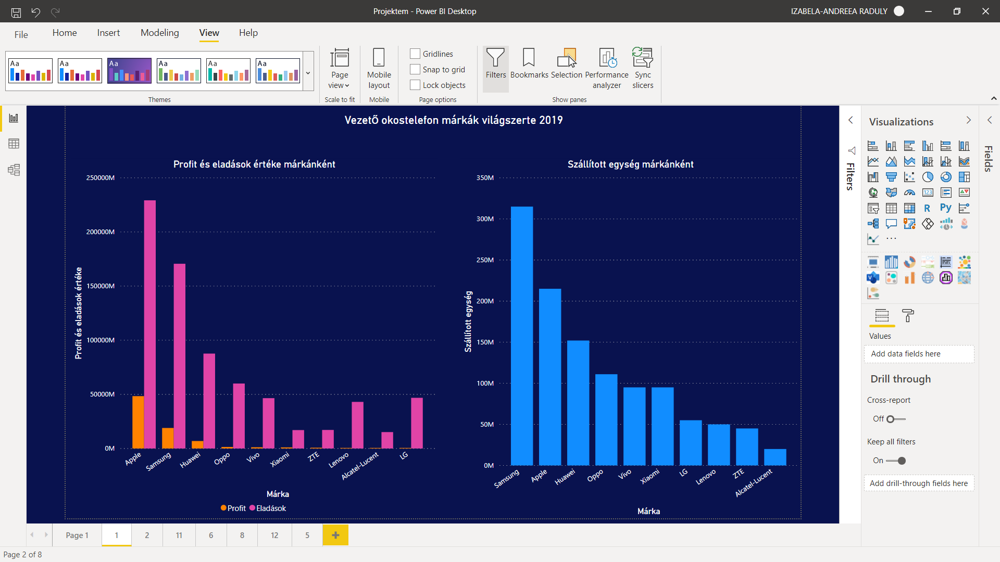 Projektem - Power BI Desktop
IZABELA-ANDREEA RADULY
File
Home
Insert
Modeling
View
Help
Aa
Aa
Aa
Aa
Aa
Aa
Themes
Page
view
Scale to fit
Mobile
layout
Mobile
Gridlines
Snap to grid
Lock objects
Page options
Filters
Bookmarks
Selection
Performance
analyzer
Sync
slicers
Show panes
Vezető okostelefon márkák világszerte 2019
Profit és eladások értéke márkánként
Profit és eladások értéke
250000M
200000M
150000M
100000M
50000M
0M
Apple
Samsung
Huawei
Oppo
Vivo
Xiaomi
ZTE
Lenovo
Alcatel-Lucent
LG
Márka
Profit
Eladások
Szállított egység márkánként
Szállított egység
350M
300M
250M
200M
150M
100M
50M
0M
Samsung
Apple
Huawei
Oppo
Vivo
Xiaomi
LG
Lenovo
ZTE
Alcatel-Lucent
Márka
Filters
Visualizations
123
R
Py
...
Values
Add data fields here
Drill through
Cross-report
Off
Keep all filters
On
Add drill-through fields here
Fields
Page 1
1
2
11
6
8
12
5
+
Page 2 of 8